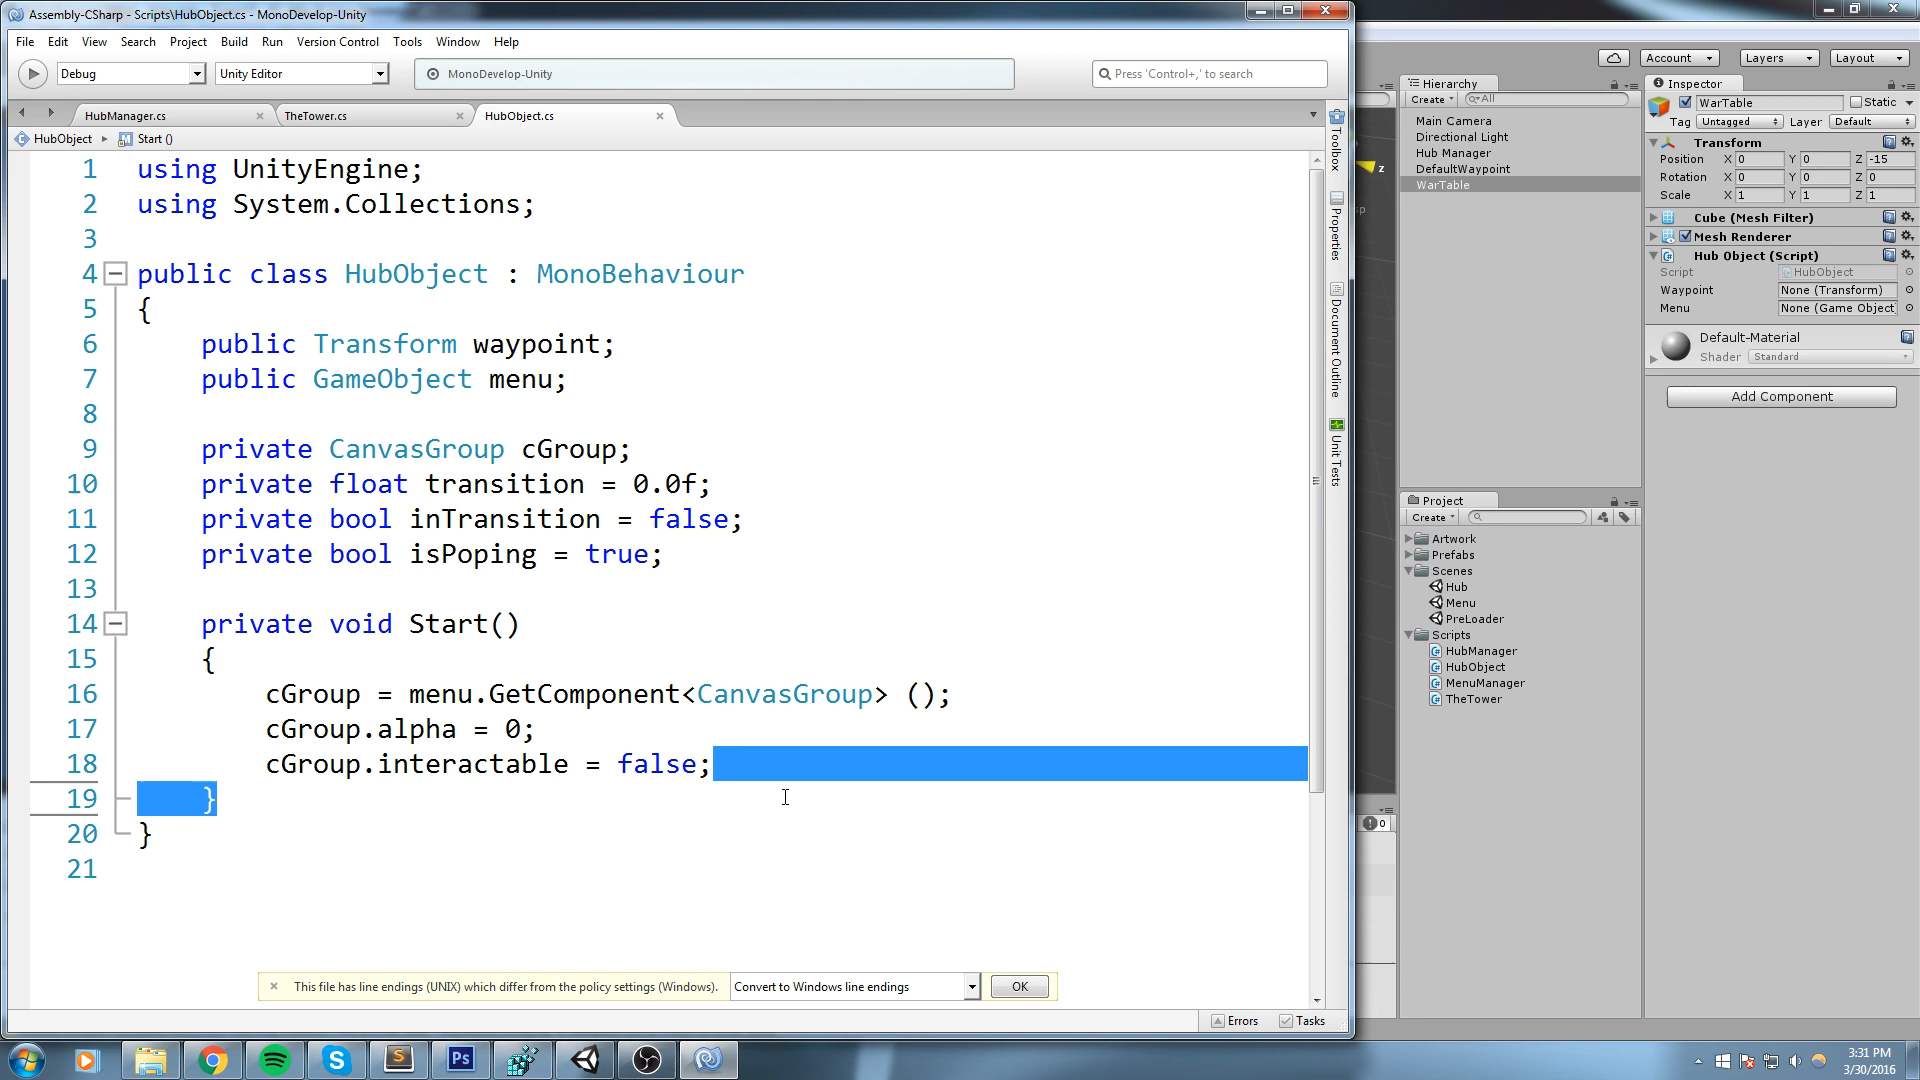 Assembly-CSharp - Scripts\HubObject.cs - MonoDevelop-Unity
File Edit View Search Project Build Run Version Control Tools Window Help
Debug Unity Editor MonoDevelop-Unity Press 'Control+,' to search
HubManager.cs TheTower.cs HubObject.cs
HubObject Start ()
1 using UnityEngine;
2 using System.Collections;
3
4 public class HubObject : MonoBehaviour
5 {
6 public Transform waypoint;
7 public GameObject menu;
8
9 private CanvasGroup cGroup;
10 private float transition = 0.0f;
11 private bool inTransition = false;
12 private bool isPoping = true;
13
14 private void Start()
15 {
16 cGroup = menu.GetComponent<CanvasGroup> ();
17 cGroup.alpha = 0;
18 cGroup.interactable = false;
19 }
20 }
21
This file has line endings (UNIX) which differ from the policy settings (Windows). Convert to Windows line endings OK
Errors Tasks
Toolbox
Properties
Document Outline
Unit Tests
z
0
Account Layers Layout
Hierarchy
Create All
Main Camera
Directional Light
Hub Manager
DefaultWaypoint
WarTable
Project
Create
Artwork
Prefabs
Scenes
Hub
Menu
PreLoader
Scripts
HubManager
HubObject
MenuManager
TheTower
Inspector
WarTable Static
Tag Untagged Layer Default
Transform
Position X 0 Y 0 Z -15
Rotation X 0 Y 0 Z 0
Scale X 1 Y 1 Z 1
Cube (Mesh Filter)
Mesh Renderer
Hub Object (Script)
Script HubObject
Waypoint None (Transform)
Menu None (Game Object
Default-Material
Shader Standard
Add Component
Ps
3:31 PM
3/30/2016